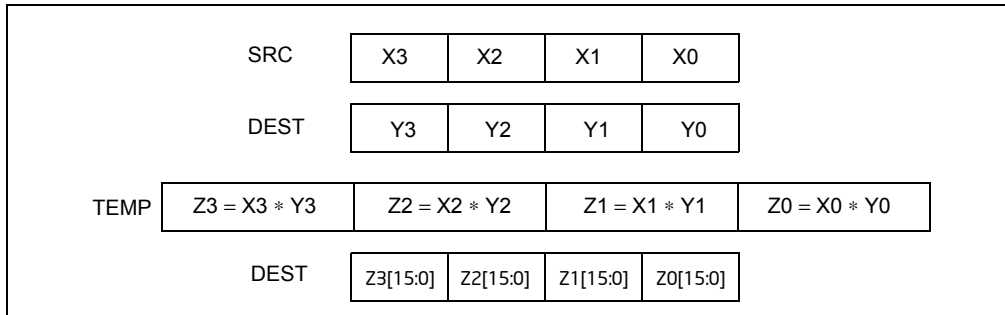 SRC X3 X2 X1 X0
DEST Y3 Y2 Y1 Y0
TEMP Z3 = X3 ∗ Y3 Z2 = X2 ∗ Y2 Z1 = X1 ∗ Y1 Z0 = X0 ∗ Y0
DEST Z3[15:0] Z2[15:0] Z1[15:0] Z0[15:0]